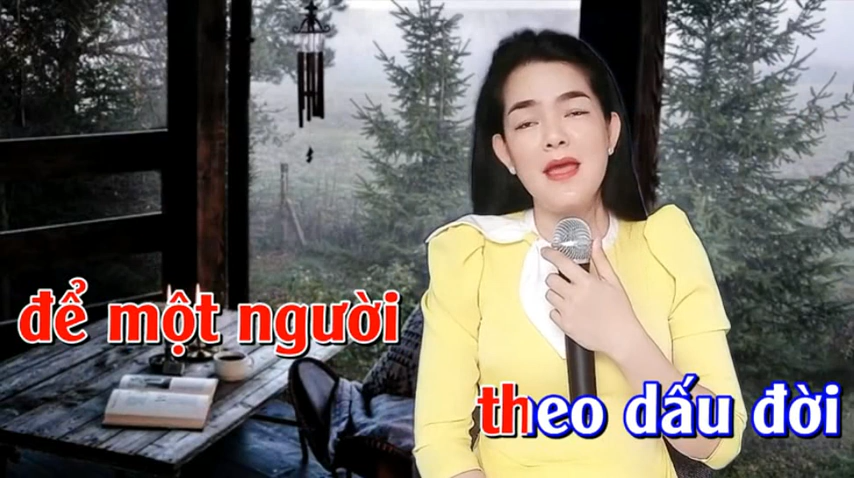 để một người
theo dấu đời